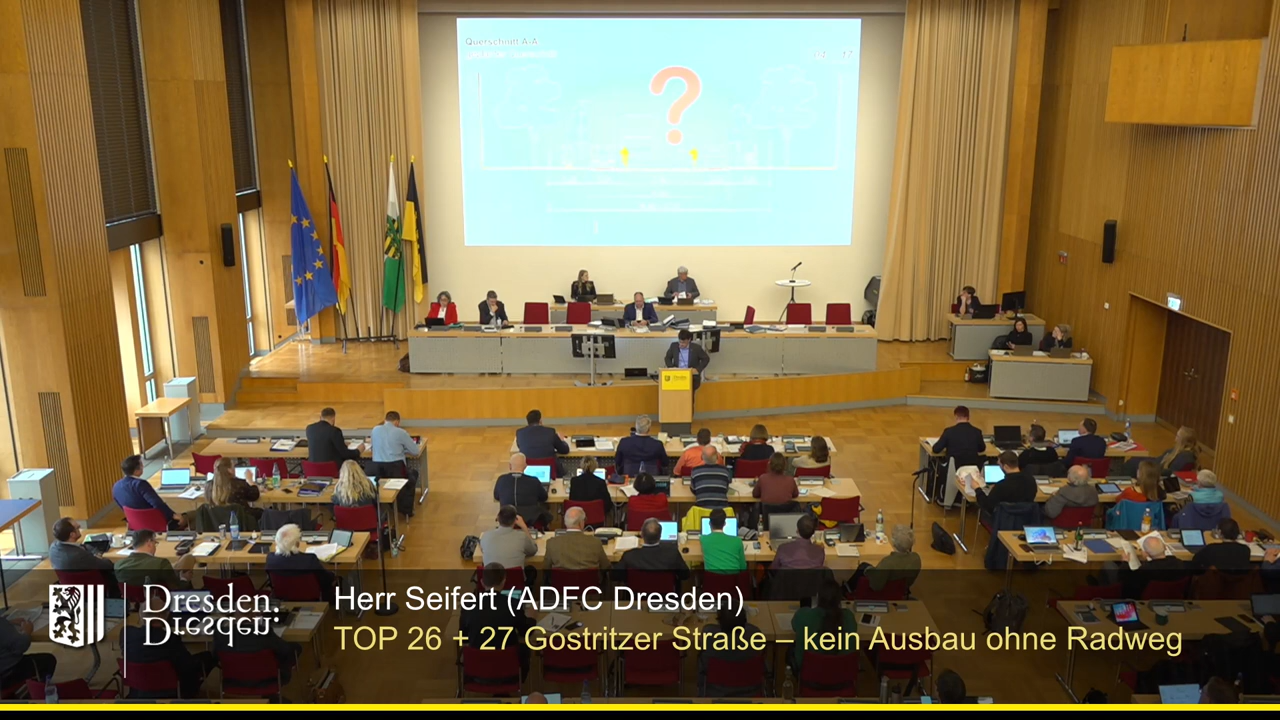 Querschnitt A-A
Dresden.
Dresden.
Herr Seifert (ADFC Dresden)
TOP 26 + 27 Gostritzer Straße – kein Ausbau ohne Radweg
?